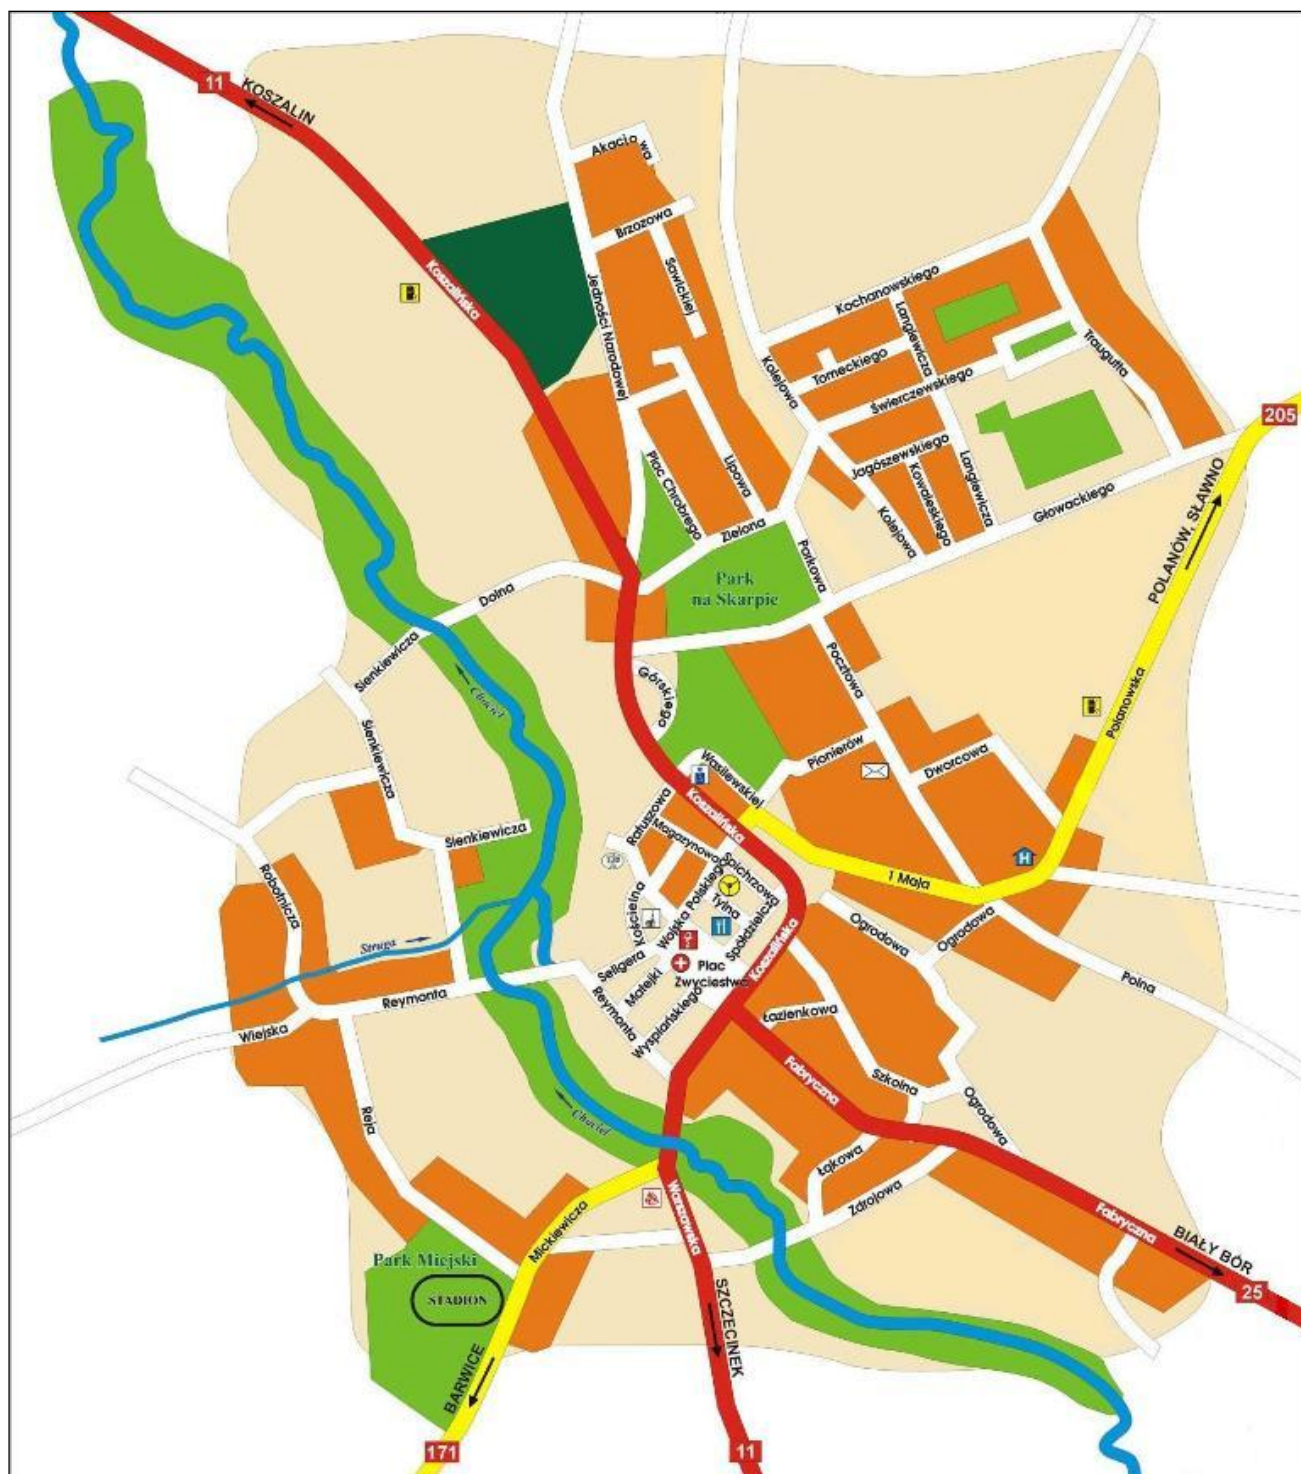 11
KOSZALIN
Akacjowa
Brzozowa
Sawickiej
Koszalińska
Jedności Narodowej
Kochanowskiego
Langiewicza
Tomeckiego
Traugutta
Kolejowa
Świerczewskiego
205
Jagószewskiego
Lipowa
Plac Chrobrego
Langiewicza
Kowaleskiego
Głowackiego
POLANÓW, SŁAWNO
Zielona
Kolejowa
Parkowa
Park
na Skarpie
Dolna
Sienkiewicza
Górskiego
Pocztowa
Chociel
Polanowska
Sienkiewicza
Wasilewskiej
Pionierów
Dworcowa
Koszalińska
Ratuszowa
Magazynowa
Sienkiewicza
Spichrzowa
H
1 Maja
Robotnicza
Kościelna
Wojska Polskiego
Tylna
Spółdzielcza
Ogrodowa
Ogrodowa
Struga
Koszalińska
Seligera
Plac
Zwycięstwa
Matejki
Polna
Reymonta
Reymonta
Wyspiańskiego
Łazienkowa
Wiejska
Fabryczna
Szkolna
Ogrodowa
Reja
Chociel
Łąkowa
Zdrojowa
Warszawska
Mickiewicza
Fabryczna
BIAŁY BÓR
Park Miejski
STADION
25
SZCZECINEK
BARWICE
171
11